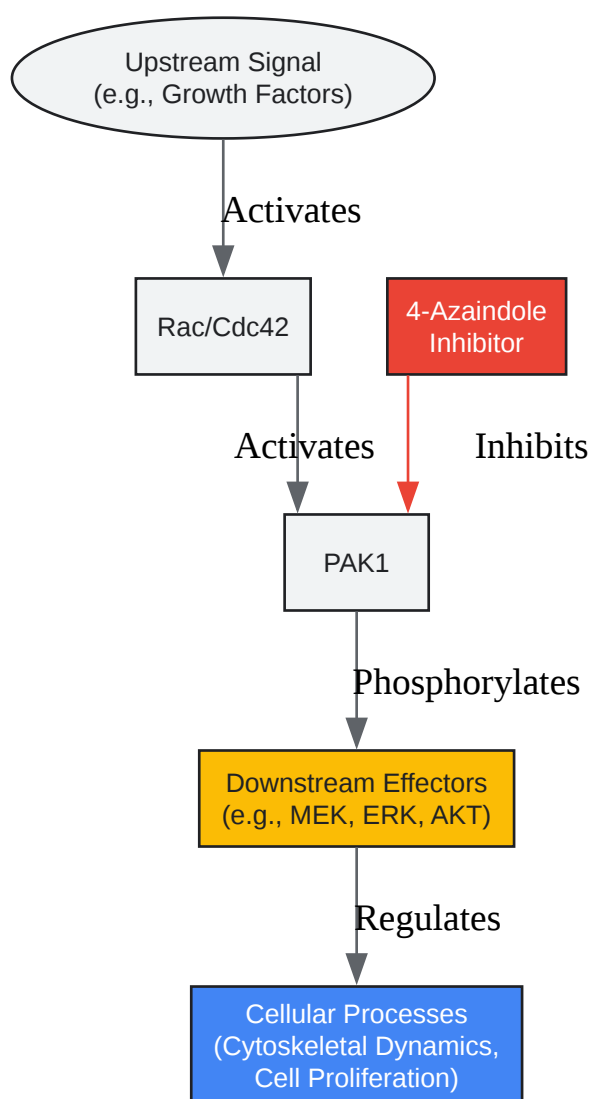 Upstream Signal
(e.g., Growth Factors)
Activates
Rac/Cdc42
4-Azaindole
Inhibitor
Activates
Inhibits
PAK1
Phosphorylates
Downstream Effectors
(e.g., MEK, ERK, AKT)
Regulates
Cellular Processes
(Cytoskeletal Dynamics,
Cell Proliferation)